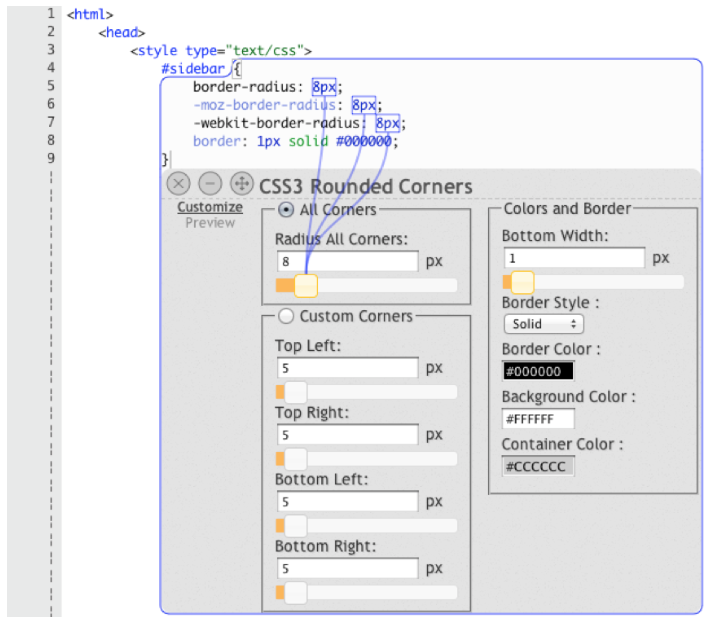 1 <html>
2 <head>
3 <style type="text/css">
4 #sidebar {
5 border-radius: 8px;
6 -moz-border-radius: 8px;
7 -webkit-border-radius: 8px;
8 border: 1px solid #000000;
9 }
CSS3 Rounded Corners
Customize
Preview
All Corners
Radius All Corners:
8 px
Custom Corners
Top Left:
5 px
Top Right:
5 px
Bottom Left:
5 px
Bottom Right:
5 px
Colors and Border
Bottom Width:
1 px
Border Style :
Solid
Border Color :
#000000
Background Color :
#FFFFFF
Container Color :
#CCCCCC